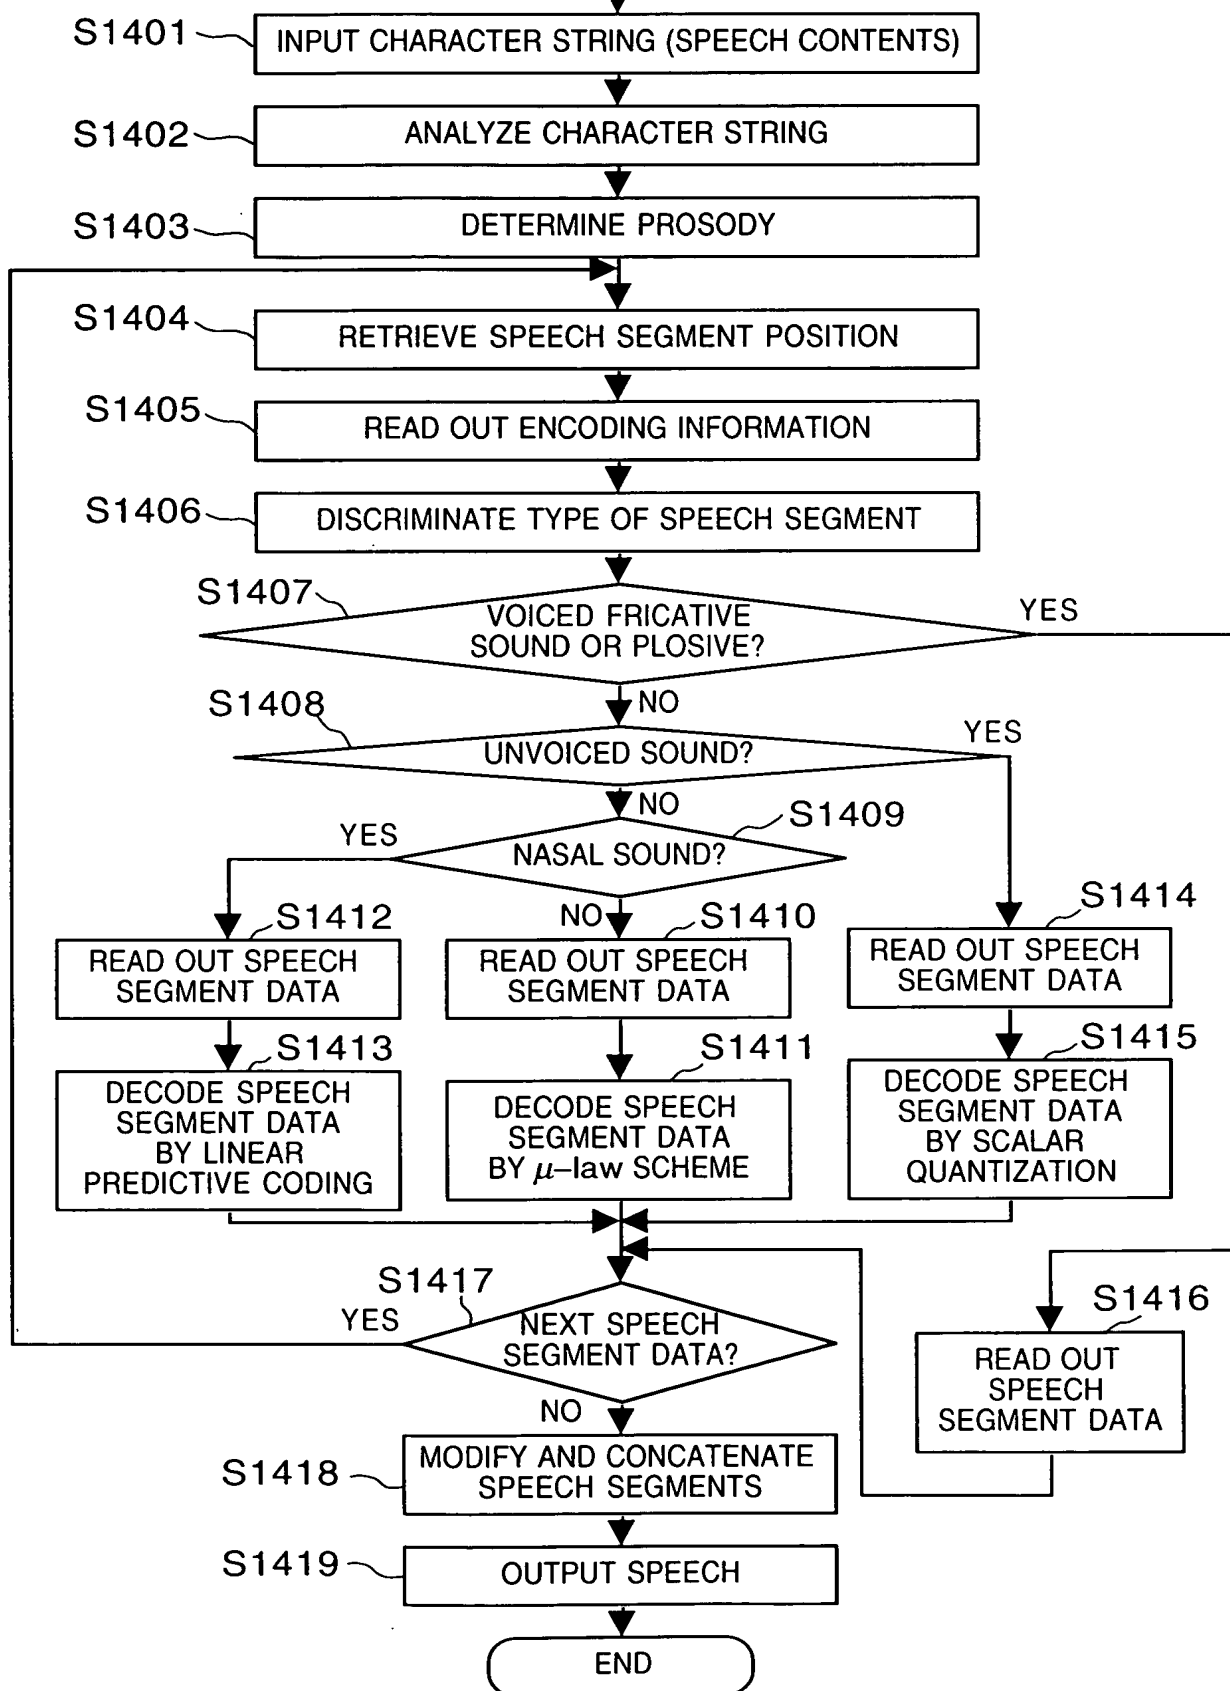 S1401
INPUT CHARACTER STRING (SPEECH CONTENTS)
S1402
ANALYZE CHARACTER STRING
S1403
DETERMINE PROSODY
S1404
RETRIEVE SPEECH SEGMENT POSITION
S1405
READ OUT ENCODING INFORMATION
S1406
DISCRIMINATE TYPE OF SPEECH SEGMENT
S1407
VOICED FRICATIVE
SOUND OR PLOSIVE?
YES
NO
S1408
UNVOICED SOUND?
YES
NO
S1409
NASAL SOUND?
YES
NO
S1412
READ OUT SPEECH
SEGMENT DATA
S1410
READ OUT SPEECH
SEGMENT DATA
S1414
READ OUT SPEECH
SEGMENT DATA
S1413
DECODE SPEECH
SEGMENT DATA
BY LINEAR
PREDICTIVE CODING
S1411
DECODE SPEECH
SEGMENT DATA
BY μ–law SCHEME
S1415
DECODE SPEECH
SEGMENT DATA
BY SCALAR
QUANTIZATION
S1417
NEXT SPEECH
SEGMENT DATA?
YES
NO
S1416
READ OUT
SPEECH
SEGMENT DATA
S1418
MODIFY AND CONCATENATE
SPEECH SEGMENTS
S1419
OUTPUT SPEECH
END